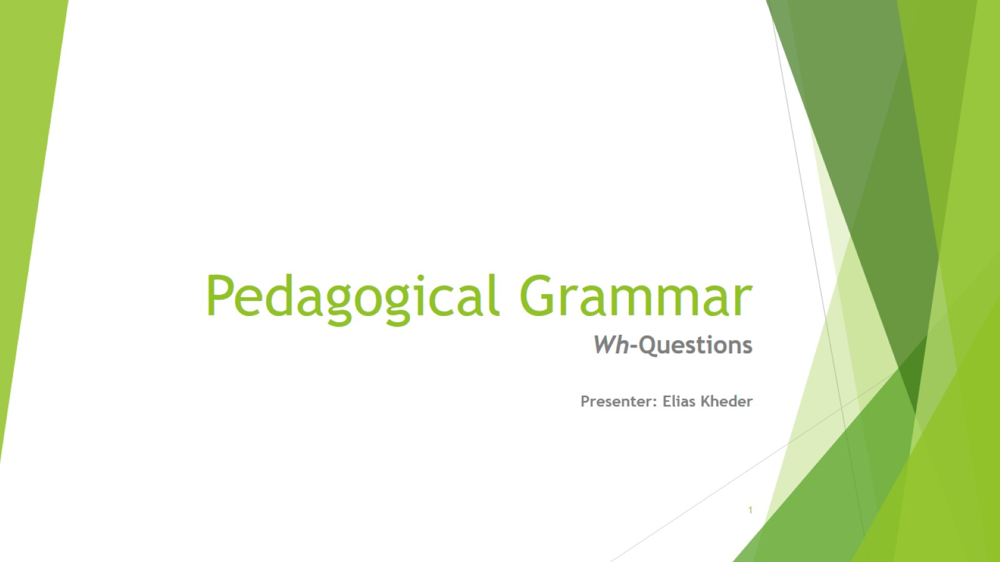 Pedagogical Grammar
Wh-Questions
Presenter: Elias Kheder
1